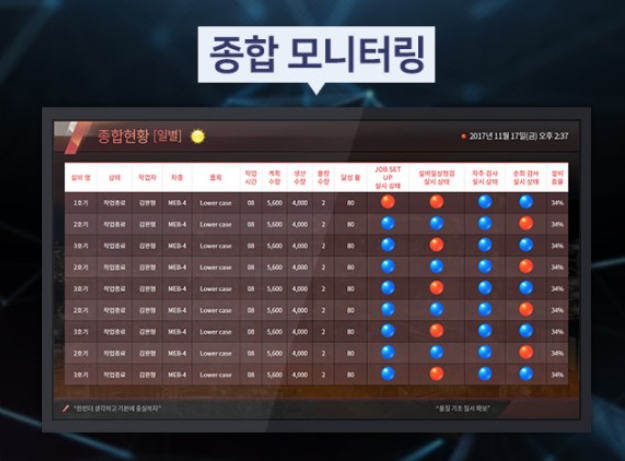 종합 모니터링
종합현황 [일별]
2017년 11월 17일(금) 오후 2:37
설비 명 상태 작업자 차종 품목 작업 시간 계획 수량 생산 수량 불량 수량 달성 율 JOB SET UP 실시 상태 설비일상점검 실시 상태 자주 검사 실시 상태 순회 검사 실시 상태 설비 효율
1호기 작업종료 김판형 MEB-4 Lower case 08 5,600 4,000 2 80 34%
2호기 작업종료 김판형 MEB-4 Lower case 08 5,600 4,000 2 80 34%
3호기 작업종료 김판형 MEB-4 Lower case 08 5,600 4,000 2 80 34%
2호기 작업종료 김판형 MEB-4 Lower case 08 5,600 4,000 2 80 34%
3호기 작업종료 김판형 MEB-4 Lower case 08 5,600 4,000 2 80 34%
2호기 작업종료 김판형 MEB-4 Lower case 08 5,600 4,000 2 80 34%
3호기 작업종료 김판형 MEB-4 Lower case 08 5,600 4,000 2 80 34%
2호기 작업종료 김판형 MEB-4 Lower case 08 5,600 4,000 2 80 34%
3호기 작업종료 김판형 MEB-4 Lower case 08 5,600 4,000 2 80 34%
"한번더 생각하고 기본에 충실하자"
"품질 기초 질서 확보"